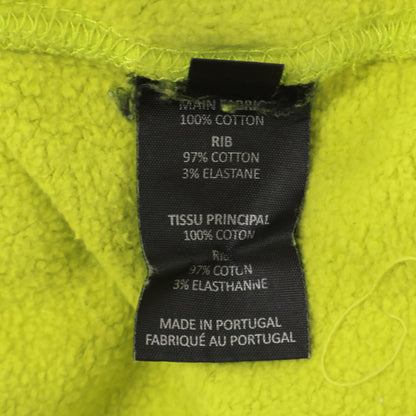 MAIN FABRIC
100% COTTON
RIB
97% COTTON
3% ELASTANE
TISSU PRINCIPAL
100% COTON
RIB
97% COTON
3% ELASTHANNE
MADE IN PORTUGAL
FABRIQUÉ AU PORTUGAL